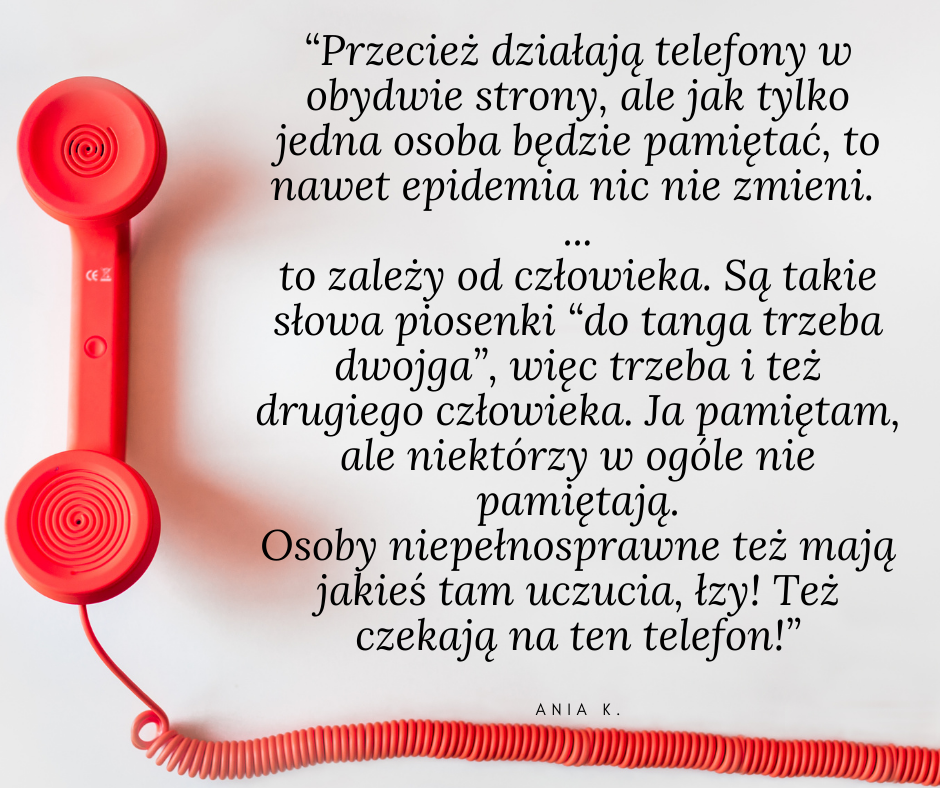 “Przecież działają telefony w
obydwie strony, ale jak tylko
jedna osoba będzie pamiętać, to
nawet epidemia nic nie zmieni.
...
to zależy od człowieka. Są takie
słowa piosenki “do tanga trzeba
dwojga”, więc trzeba i też
drugiego człowieka. Ja pamiętam,
ale niektórzy w ogóle nie
pamiętają.
Osoby niepełnosprawne też mają
jakieś tam uczucia, łzy! Też
czekają na ten telefon!”
ANIA K.
CE